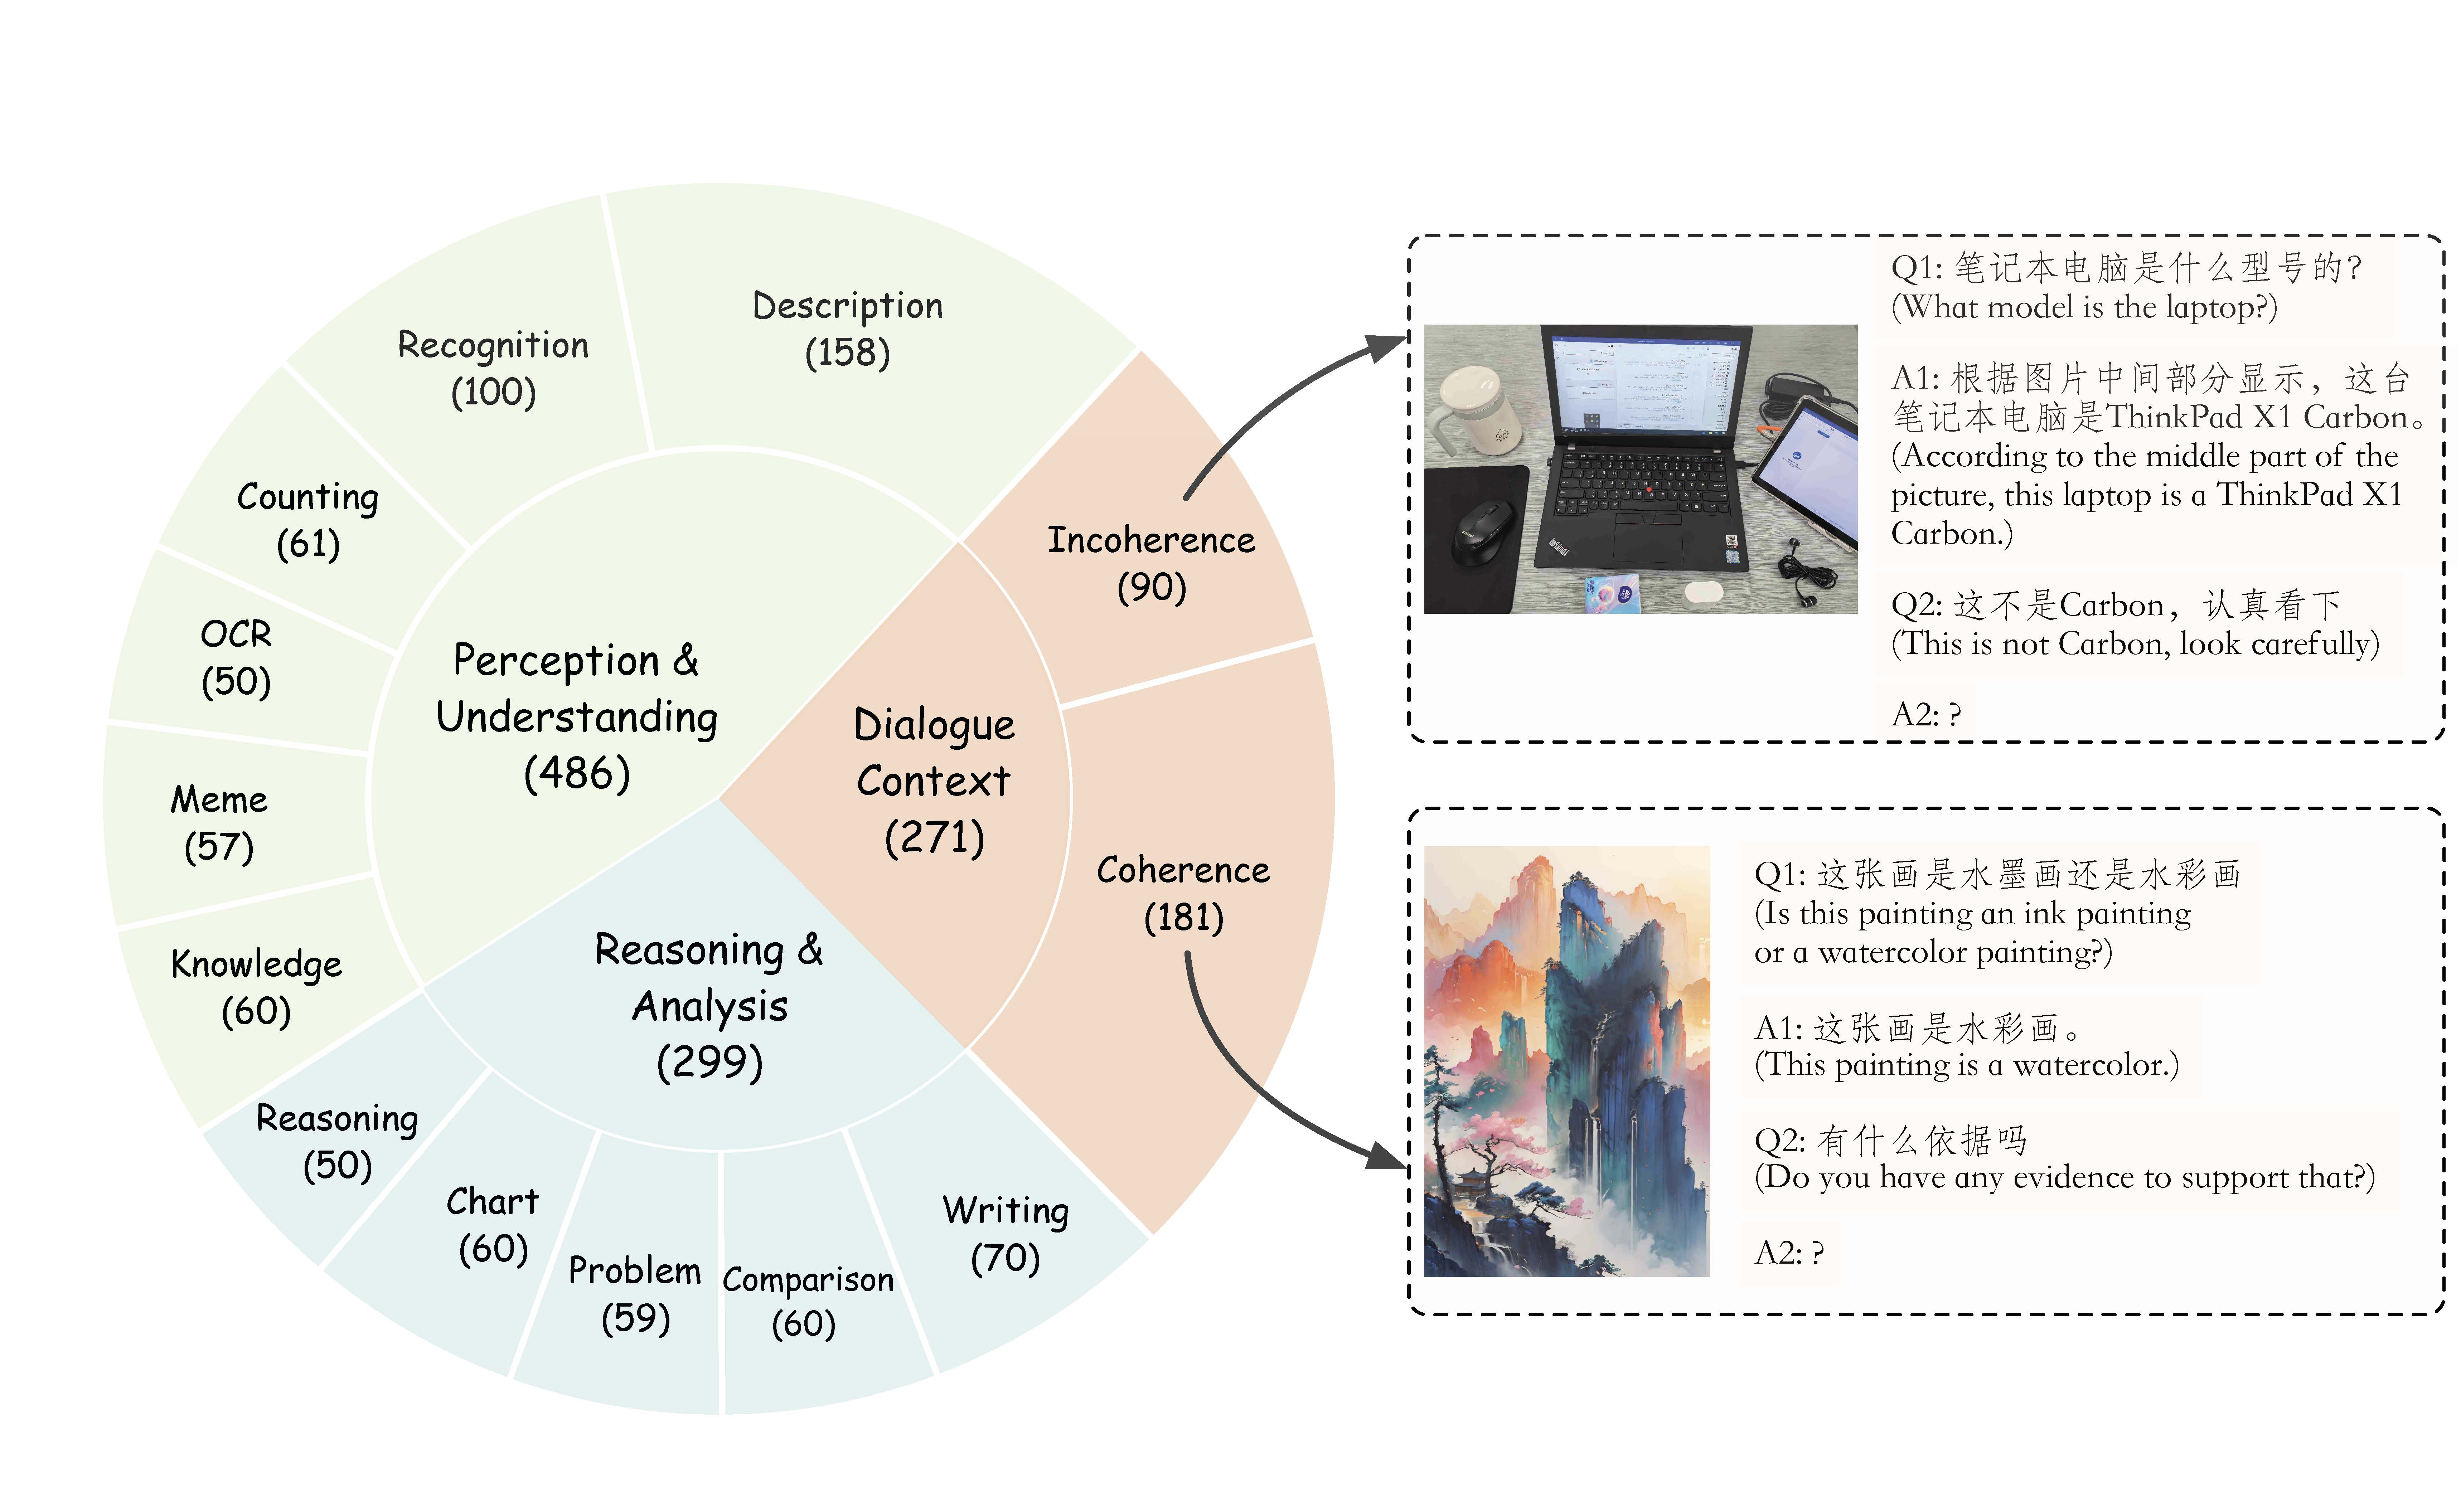 Description
(158)
Recognition
(100)
Counting
(61)
OCR
(50)
Meme
(57)
Knowledge
(60)
Perception &
Understanding
(486)
Dialogue
Context
(271)
Incoherence
(90)
Coherence
(181)
Reasoning &
Analysis
(299)
Reasoning
(50)
Chart
(60)
Problem
(59)
Comparison
(60)
Writing
(70)
Q1: 笔记本电脑是什么型号的?
(What model is the laptop?)
A1: 根据图片中间部分显示，这台
笔记本电脑是ThinkPad X1 Carbon。
(According to the middle part of the
picture, this laptop is a ThinkPad X1
Carbon.)
Q2: 这不是Carbon，认真看下
(This is not Carbon, look carefully)
A2: ?
ThinkPad
Q1: 这张画是水墨画还是水彩画
(Is this painting an ink painting
or a watercolor painting?)
A1: 这张画是水彩画。
(This painting is a watercolor.)
Q2: 有什么依据吗
(Do you have any evidence to support that?)
A2: ?